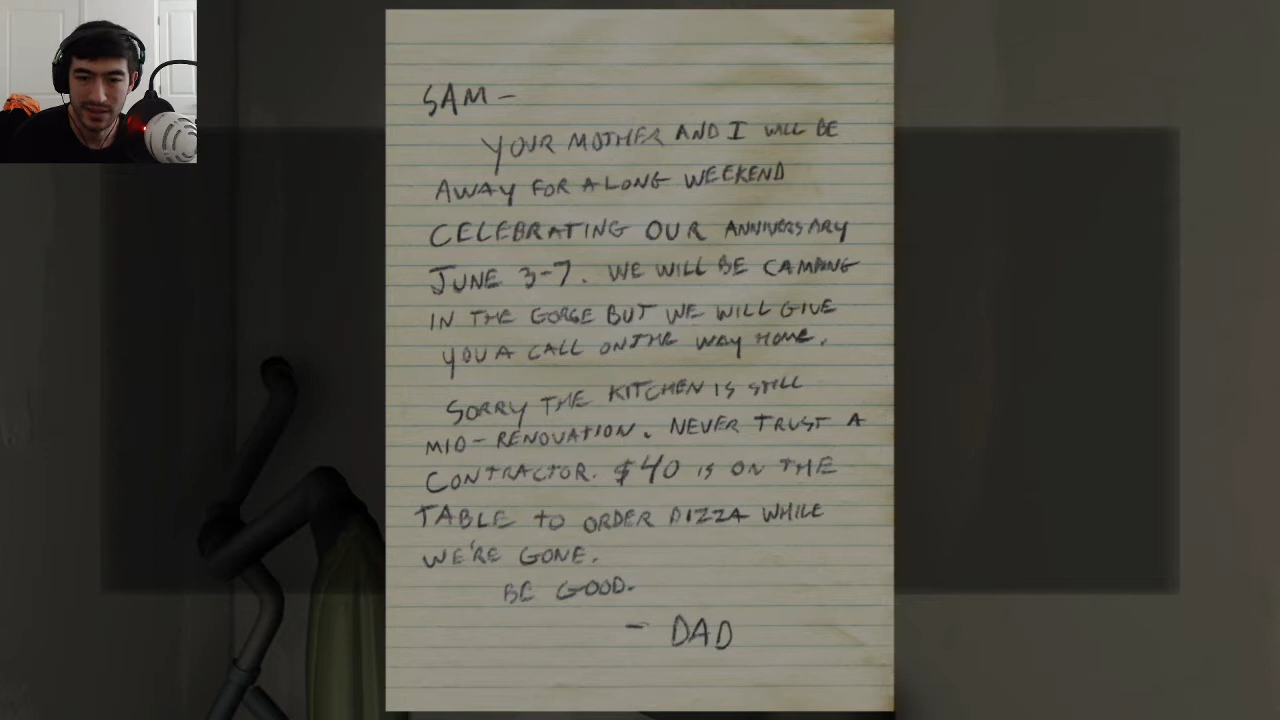 SAM -
YOUR MOTHER AND I WILL BE
AWAY FOR A LONG WEEKEND
CELEBRATING OUR ANNIVERSARY
JUNE 3-7. WE WILL BE CAMPING
IN THE GORGE BUT WE WILL GIVE
YOU A CALL ON THE WAY HOME.
SORRY THE KITCHEN IS STILL
MID-RENOVATION. NEVER TRUST A
CONTRACTOR. $40 IS ON THE
TABLE TO ORDER PIZZA WHILE
WE'RE GONE.
BE GOOD.
- DAD